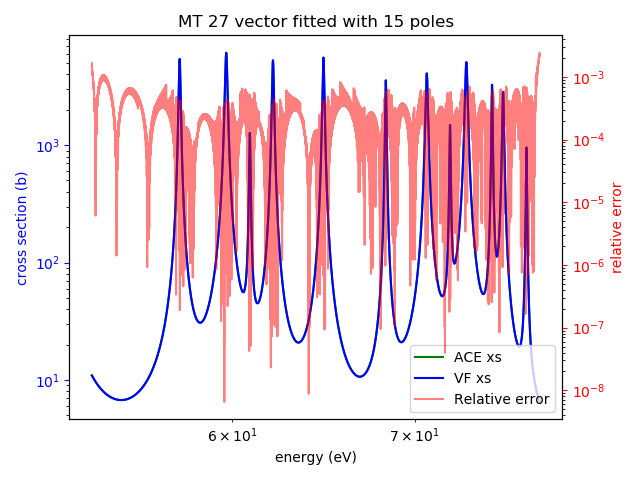 MT 27 vector fitted with 15 poles
cross section (b)
10³
10²
10¹
10⁻³
10⁻⁴
10⁻⁵
10⁻⁶
10⁻⁷
10⁻⁸
relative error
ACE xs
VF xs
Relative error
6 × 10¹
7 × 10¹
energy (eV)